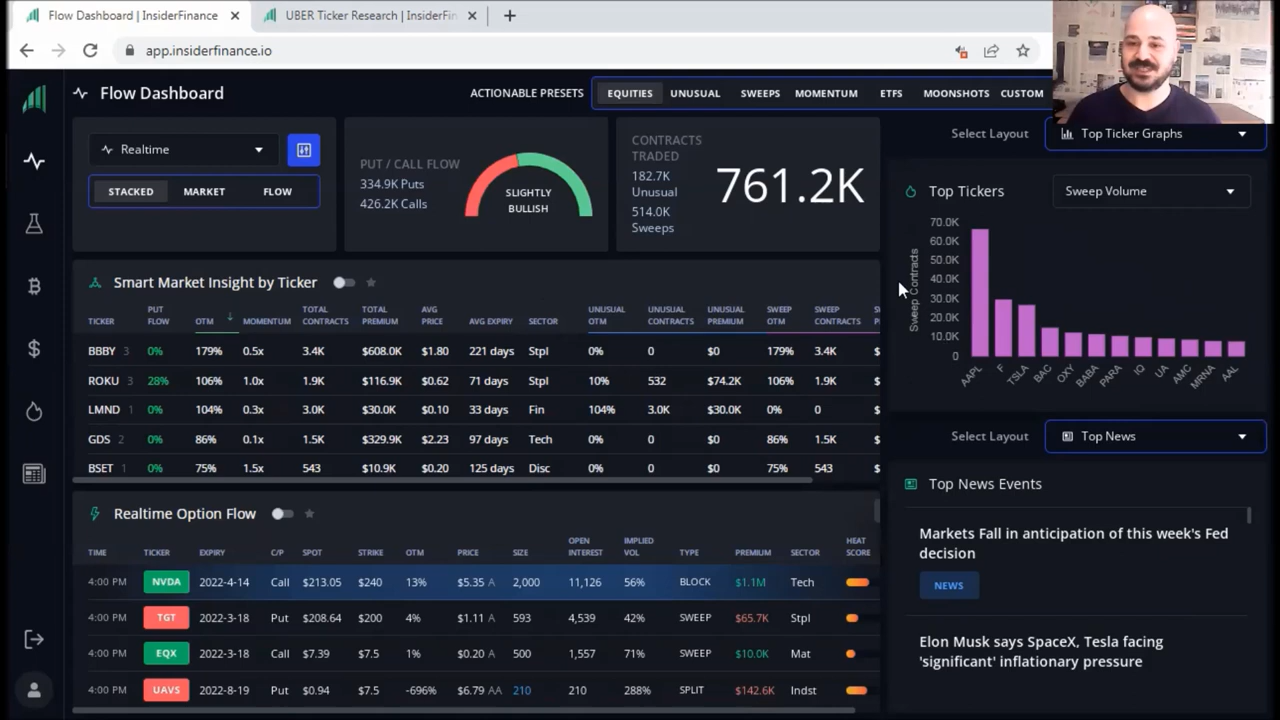 Flow Dashboard | InsiderFinance
UBER Ticker Research | InsiderFin
app.insiderfinance.io
Flow Dashboard
ACTIONABLE PRESETS
EQUITIES UNUSUAL SWEEPS MOMENTUM ETFS MOONSHOTS CUSTOM
Realtime
STACKED MARKET FLOW
PUT / CALL FLOW
334.9K Puts
426.2K Calls
SLIGHTLY
BULLISH
CONTRACTS
TRADED
182.7K
Unusual
514.0K
Sweeps
761.2K
Select Layout
Top Ticker Graphs
Top Tickers
Sweep Volume
Sweep Contracts
70.0K
60.0K
50.0K
40.0K
30.0K
20.0K
10.0K
0
AAPL F TSLA BAC OXY BABA PARA IQ UA AMC MRNA AAL
Smart Market Insight by Ticker
TICKER PUT FLOW OTM MOMENTUM TOTAL CONTRACTS TOTAL PREMIUM AVG PRICE AVG EXPIRY SECTOR UNUSUAL OTM UNUSUAL CONTRACTS UNUSUAL PREMIUM SWEEP OTM SWEEP CONTRACTS
BBBY 3 0% 179% 0.5x 3.4K $608.0K $1.80 221 days Stpl 0% 0 $0 179% 3.4K $
ROKU 3 28% 106% 1.0x 1.9K $116.9K $0.62 71 days Stpl 10% 532 $74.2K 106% 1.9K $
LMND 1 0% 104% 0.3x 3.0K $30.0K $0.10 33 days Fin 104% 3.0K $30.0K 0% 0 $
GDS 2 0% 86% 0.1x 1.5K $329.9K $2.23 97 days Tech 0% 0 $0 86% 1.5K $
BSET 1 0% 75% 1.5x 543 $10.9K $0.20 125 days Disc 0% 0 $0 75% 543 $
Select Layout
Top News
Top News Events
Markets Fall in anticipation of this week's Fed
decision
NEWS
Elon Musk says SpaceX, Tesla facing
'significant' inflationary pressure
Realtime Option Flow
TIME TICKER EXPIRY C/P SPOT STRIKE OTM PRICE SIZE OPEN INTEREST IMPLIED VOL TYPE PREMIUM SECTOR HEAT SCORE
4:00 PM NVDA 2022-4-14 Call $213.05 $240 13% $5.35 A 2,000 11,126 56% BLOCK $1.1M Tech
4:00 PM TGT 2022-3-18 Put $208.64 $200 4% $1.11 A 593 4,539 42% SWEEP $65.7K Stpl
4:00 PM EQX 2022-3-18 Call $7.39 $7.5 1% $0.20 A 500 1,557 71% SWEEP $10.0K Mat
4:00 PM UAVS 2022-8-19 Put $0.94 $7.5 -696% $6.79 AA 210 210 288% SPLIT $142.6K Indst